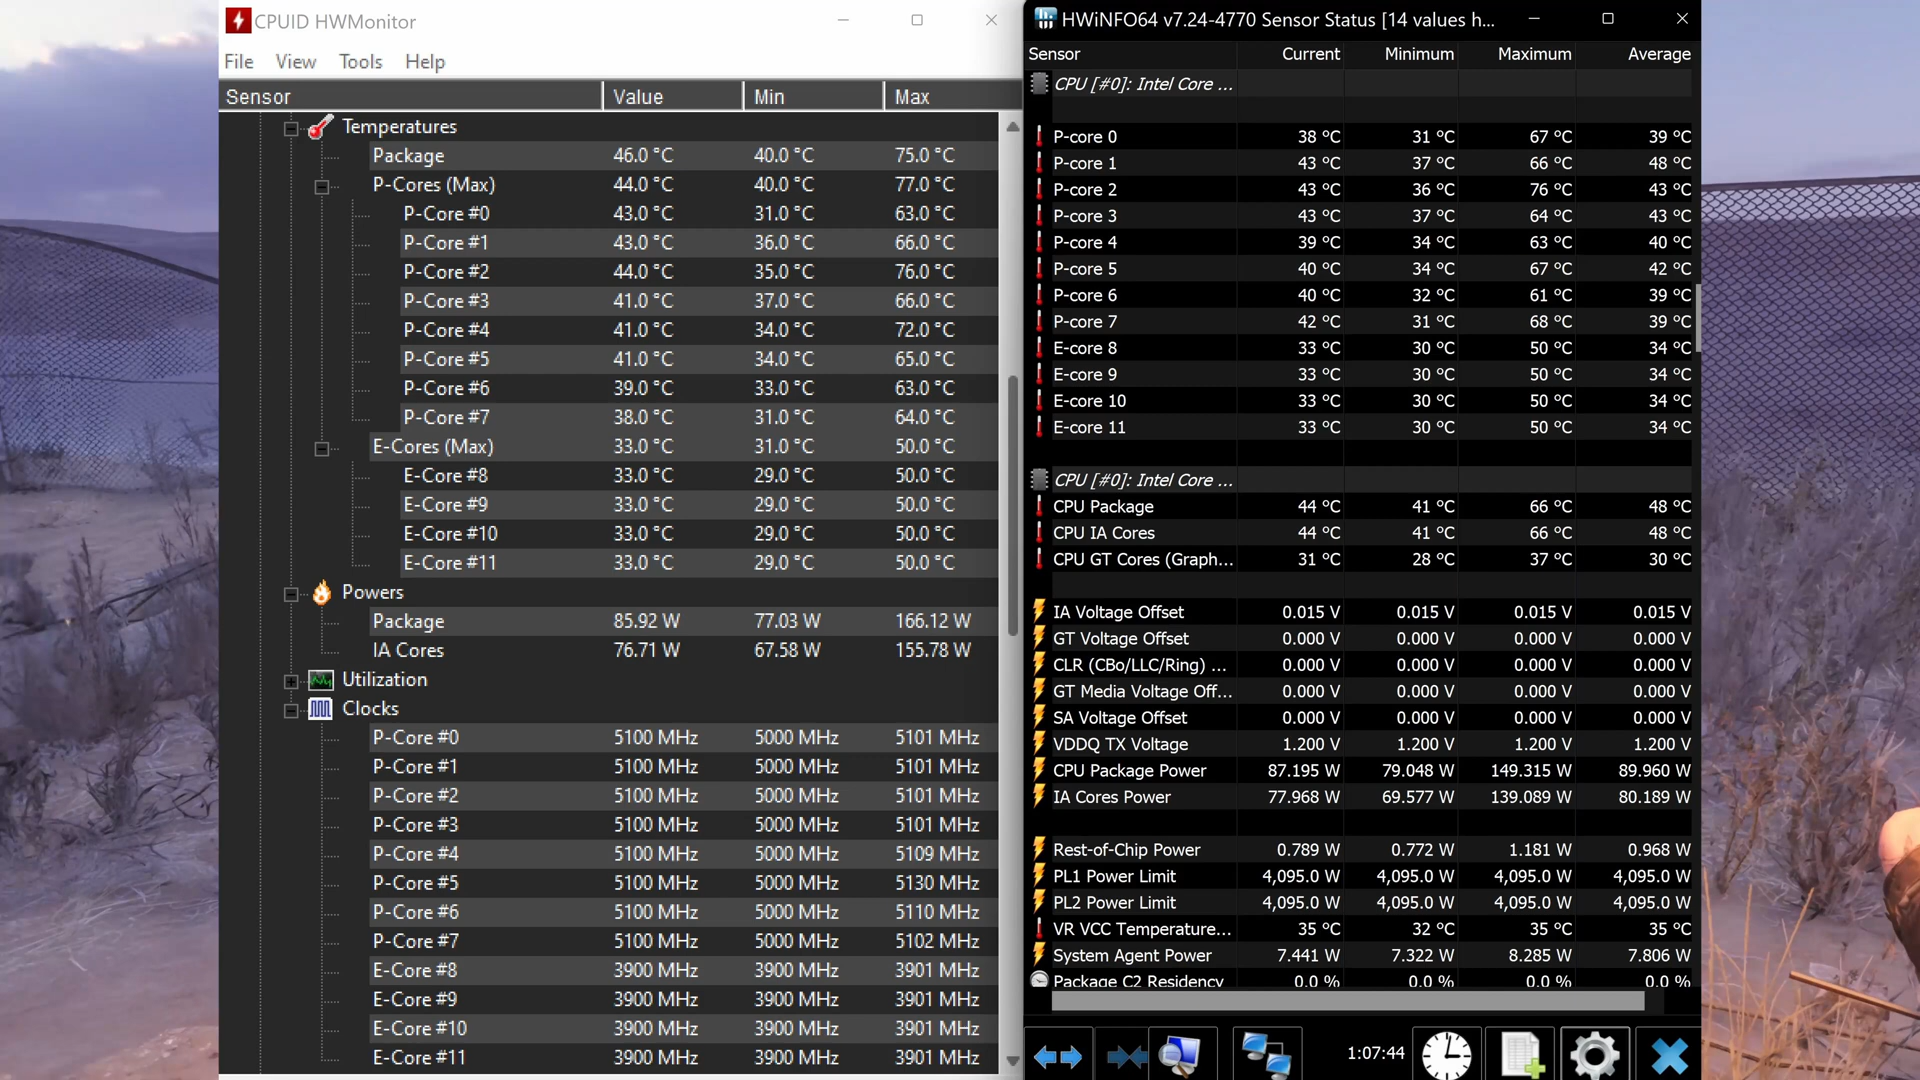 CPUID HWMonitor
File View Tools Help
Sensor Value Min Max
Temperatures
Package 46.0 °C 40.0 °C 75.0 °C
P-Cores (Max) 44.0 °C 40.0 °C 77.0 °C
P-Core #0 43.0 °C 31.0 °C 63.0 °C
P-Core #1 43.0 °C 36.0 °C 66.0 °C
P-Core #2 44.0 °C 35.0 °C 76.0 °C
P-Core #3 41.0 °C 37.0 °C 66.0 °C
P-Core #4 41.0 °C 34.0 °C 72.0 °C
P-Core #5 41.0 °C 34.0 °C 65.0 °C
P-Core #6 39.0 °C 33.0 °C 63.0 °C
P-Core #7 38.0 °C 31.0 °C 64.0 °C
E-Cores (Max) 33.0 °C 31.0 °C 50.0 °C
E-Core #8 33.0 °C 29.0 °C 50.0 °C
E-Core #9 33.0 °C 29.0 °C 50.0 °C
E-Core #10 33.0 °C 29.0 °C 50.0 °C
E-Core #11 33.0 °C 29.0 °C 50.0 °C
Powers
Package 85.92 W 77.03 W 166.12 W
IA Cores 76.71 W 67.58 W 155.78 W
Utilization
Clocks
P-Core #0 5100 MHz 5000 MHz 5101 MHz
P-Core #1 5100 MHz 5000 MHz 5101 MHz
P-Core #2 5100 MHz 5000 MHz 5101 MHz
P-Core #3 5100 MHz 5000 MHz 5101 MHz
P-Core #4 5100 MHz 5000 MHz 5109 MHz
P-Core #5 5100 MHz 5000 MHz 5130 MHz
P-Core #6 5100 MHz 5000 MHz 5110 MHz
P-Core #7 5100 MHz 5000 MHz 5102 MHz
E-Core #8 3900 MHz 3900 MHz 3901 MHz
E-Core #9 3900 MHz 3900 MHz 3901 MHz
E-Core #10 3900 MHz 3900 MHz 3901 MHz
E-Core #11 3900 MHz 3900 MHz 3901 MHz
HWiNFO64 v7.24-4770 Sensor Status [14 values h...
Sensor Current Minimum Maximum Average
CPU [#0]: Intel Core ...
P-core 0 38 °C 31 °C 67 °C 39 °C
P-core 1 43 °C 37 °C 66 °C 48 °C
P-core 2 43 °C 36 °C 76 °C 43 °C
P-core 3 43 °C 37 °C 64 °C 43 °C
P-core 4 39 °C 34 °C 63 °C 40 °C
P-core 5 40 °C 34 °C 67 °C 42 °C
P-core 6 40 °C 32 °C 61 °C 39 °C
P-core 7 42 °C 31 °C 68 °C 39 °C
E-core 8 33 °C 30 °C 50 °C 34 °C
E-core 9 33 °C 30 °C 50 °C 34 °C
E-core 10 33 °C 30 °C 50 °C 34 °C
E-core 11 33 °C 30 °C 50 °C 34 °C
CPU [#0]: Intel Core ...
CPU Package 44 °C 41 °C 66 °C 48 °C
CPU IA Cores 44 °C 41 °C 66 °C 48 °C
CPU GT Cores (Graph... 31 °C 28 °C 37 °C 30 °C
IA Voltage Offset 0.015 V 0.015 V 0.015 V 0.015 V
GT Voltage Offset 0.000 V 0.000 V 0.000 V 0.000 V
CLR (CBo/LLC/Ring) ... 0.000 V 0.000 V 0.000 V 0.000 V
GT Media Voltage Off... 0.000 V 0.000 V 0.000 V 0.000 V
SA Voltage Offset 0.000 V 0.000 V 0.000 V 0.000 V
VDDQ TX Voltage 1.200 V 1.200 V 1.200 V 1.200 V
CPU Package Power 87.195 W 79.048 W 149.315 W 89.960 W
IA Cores Power 77.968 W 69.577 W 139.089 W 80.189 W
Rest-of-Chip Power 0.789 W 0.772 W 1.181 W 0.968 W
PL1 Power Limit 4,095.0 W 4,095.0 W 4,095.0 W 4,095.0 W
PL2 Power Limit 4,095.0 W 4,095.0 W 4,095.0 W 4,095.0 W
VR VCC Temperature... 35 °C 32 °C 35 °C 35 °C
System Agent Power 7.441 W 7.322 W 8.285 W 7.806 W
Package C2 Residency 0.0 % 0.0 % 0.0 % 0.0 %
1:07:44